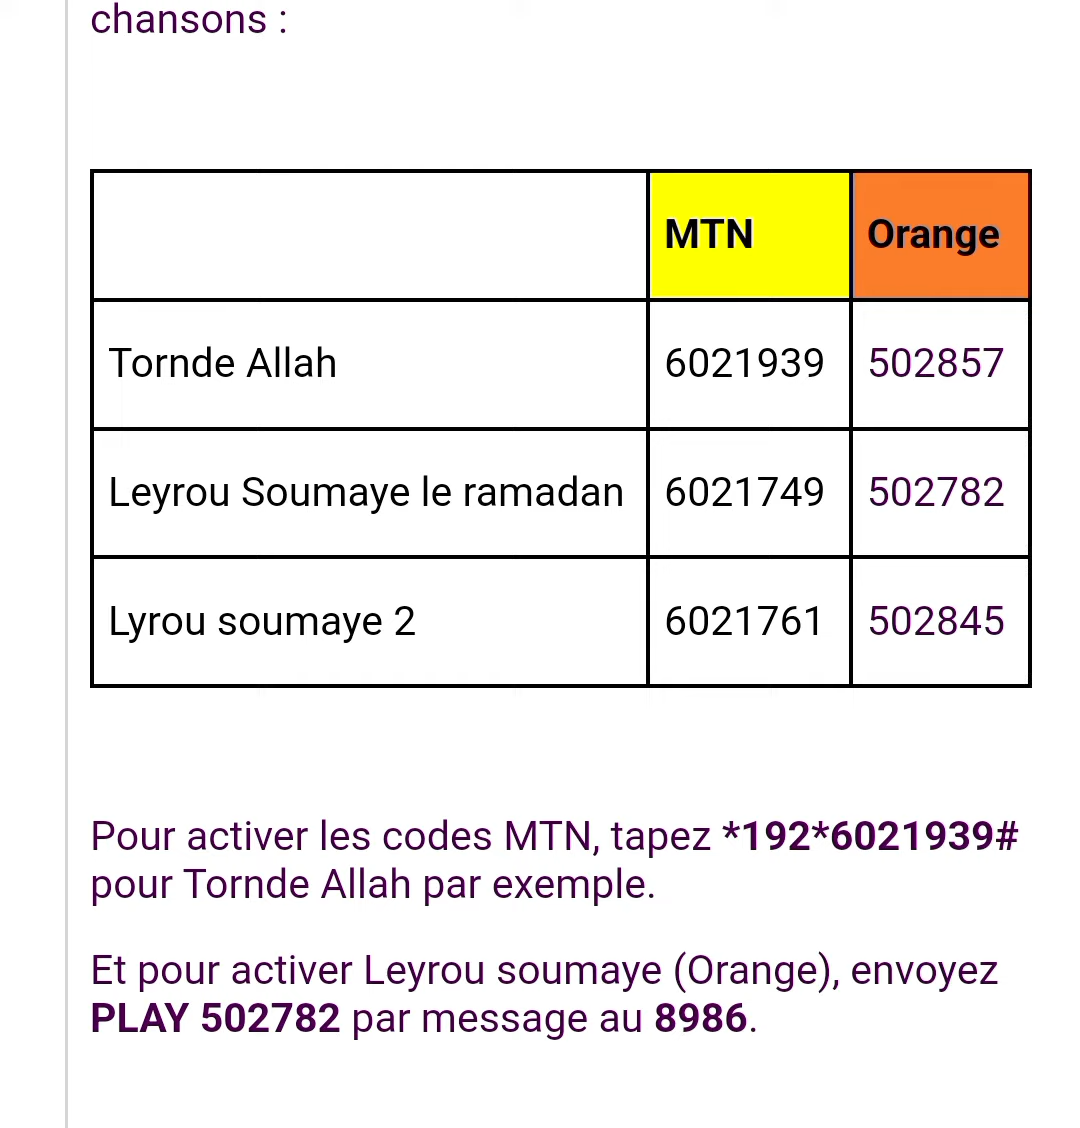 chansons :
MTN Orange
Tornde Allah 6021939 502857
Leyrou Soumaye le ramadan 6021749 502782
Lyrou soumaye 2 6021761 502845
Pour activer les codes MTN, tapez *192*6021939#
pour Tornde Allah par exemple.
Et pour activer Leyrou soumaye (Orange), envoyez
PLAY 502782 par message au 8986.